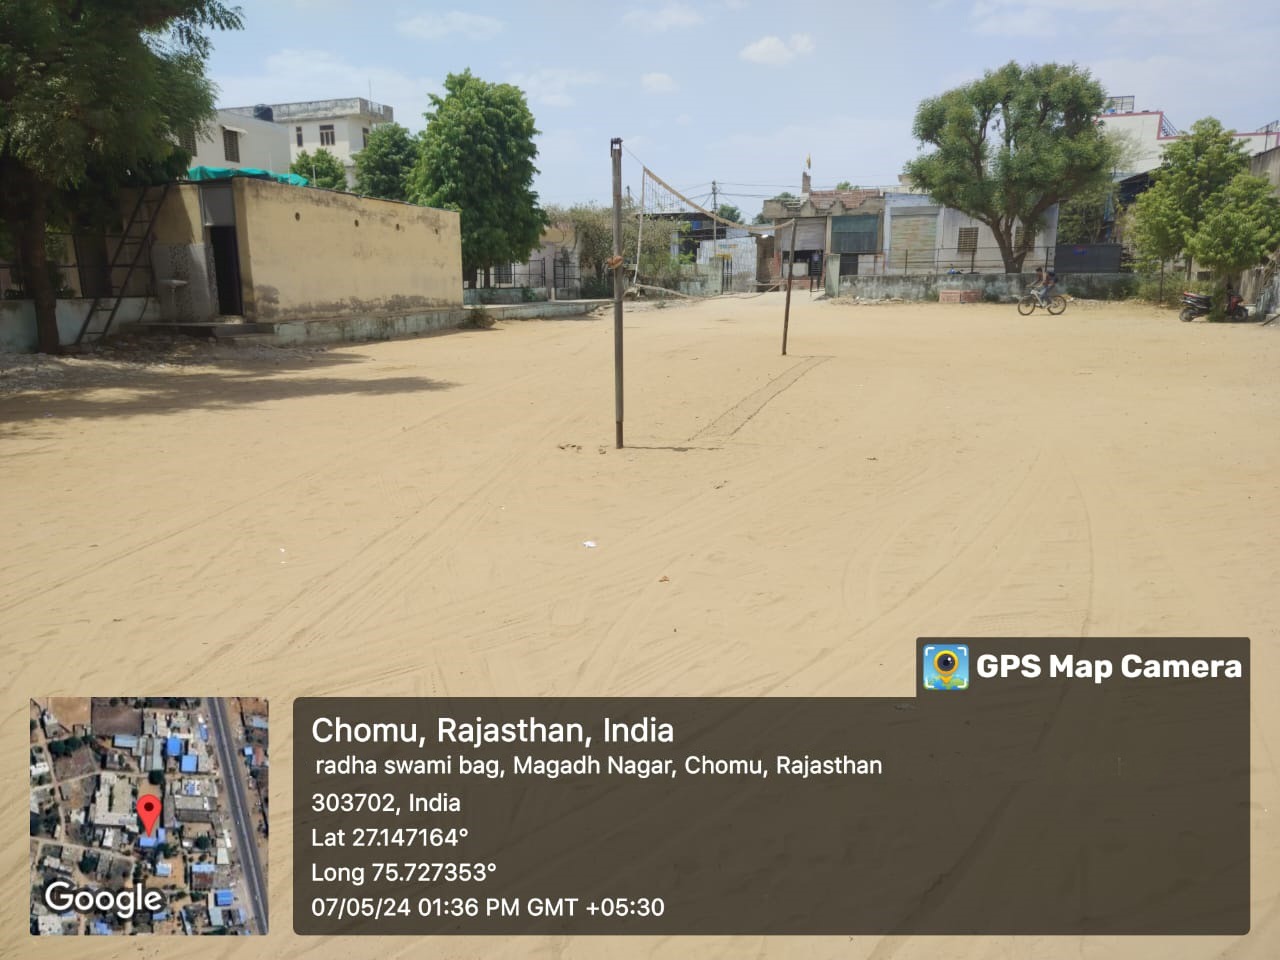 GPS Map Camera
Chomu, Rajasthan, India
radha swami bag, Magadh Nagar, Chomu, Rajasthan
303702, India
Lat 27.147164°
Long 75.727353°
07/05/24 01:36 PM GMT +05:30
Google